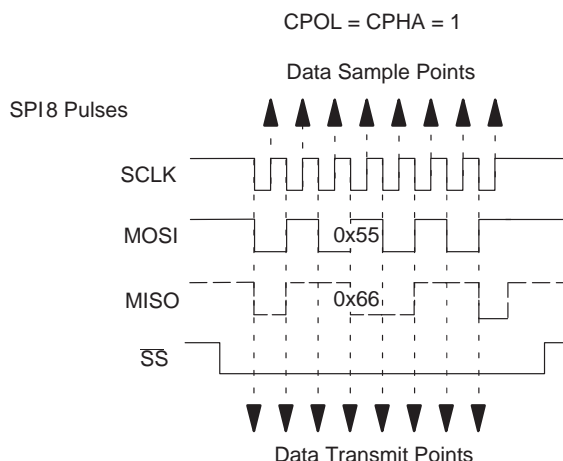 CPOL = CPHA = 1
Data Sample Points
SPI8 Pulses
SCLK
MOSI
0x55
MISO
0x66
SS
Data Transmit Points